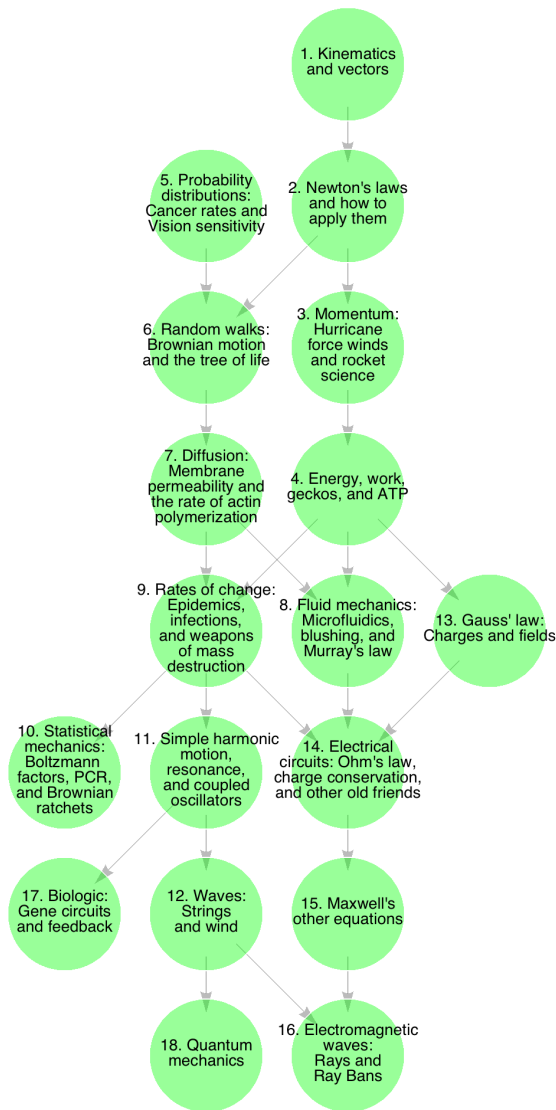 1. Kinematics
and vectors
5. Probability
distributions:
Cancer rates and
Vision sensitivity
2. Newton's laws
and how to
apply them
6. Random walks:
Brownian motion
and the tree of life
3. Momentum:
Hurricane
force winds
and rocket
science
7. Diffusion:
Membrane
permeability and
the rate of actin
polymerization
4. Energy, work,
geckos, and ATP
9. Rates of change:
Epidemics,
infections,
and weapons
of mass
destruction
8. Fluid mechanics:
Microfluidics,
blushing, and
Murray's law
13. Gauss' law:
Charges and fields
10. Statistical
mechanics:
Boltzmann
factors, PCR,
and Brownian
ratchets
11. Simple harmonic
motion,
resonance,
and coupled
oscillators
14. Electrical
circuits: Ohm's law,
charge conservation,
and other old friends
17. Biologic:
Gene circuits
and feedback
12. Waves:
Strings
and wind
15. Maxwell's
other equations
18. Quantum
mechanics
16. Electromagnetic
waves:
Rays and
Ray Bans